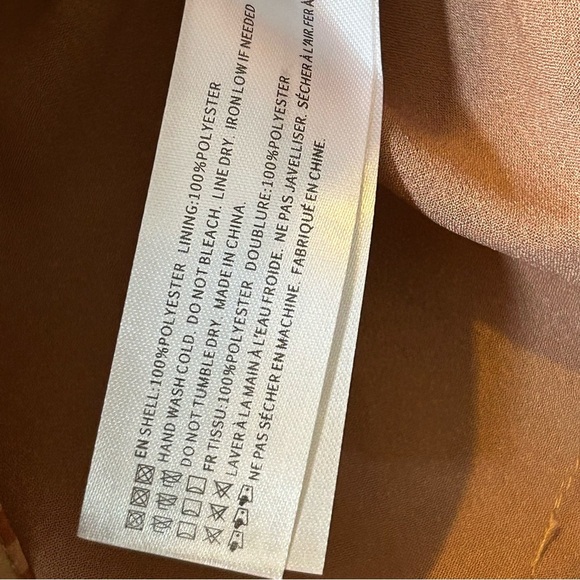 EN SHELL:100%POLYESTER LINING:100%POLYESTER
HAND WASH COLD. DO NOT BLEACH. LINE DRY. IRON LOW IF NEEDED
DO NOT TUMBLE DRY. MADE IN CHINA.
FR TISSU:100%POLYESTER DOUBLURE:100%POLYESTER
LAVER À LA MAIN À L'EAU FROIDE. NE PAS JAVELLISER. SÉCHER À L'AIR.FER À
NE PAS SÉCHER EN MACHINE. FABRIQUÉ EN CHINE.